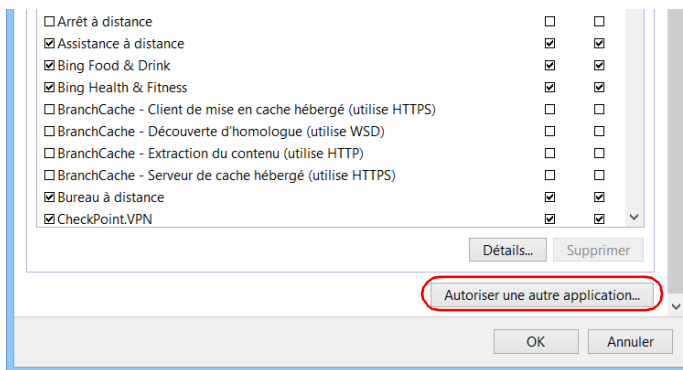 Arrêt à distance
Assistance à distance
Bing Food & Drink
Bing Health & Fitness
BranchCache - Client de mise en cache hébergé (utilise HTTPS)
BranchCache - Découverte d'homologue (utilise WSD)
BranchCache - Extraction du contenu (utilise HTTP)
BranchCache - Serveur de cache hébergé (utilise HTTPS)
Bureau à distance
CheckPoint.VPN
Détails... Supprimer
Autoriser une autre application...
OK Annuler